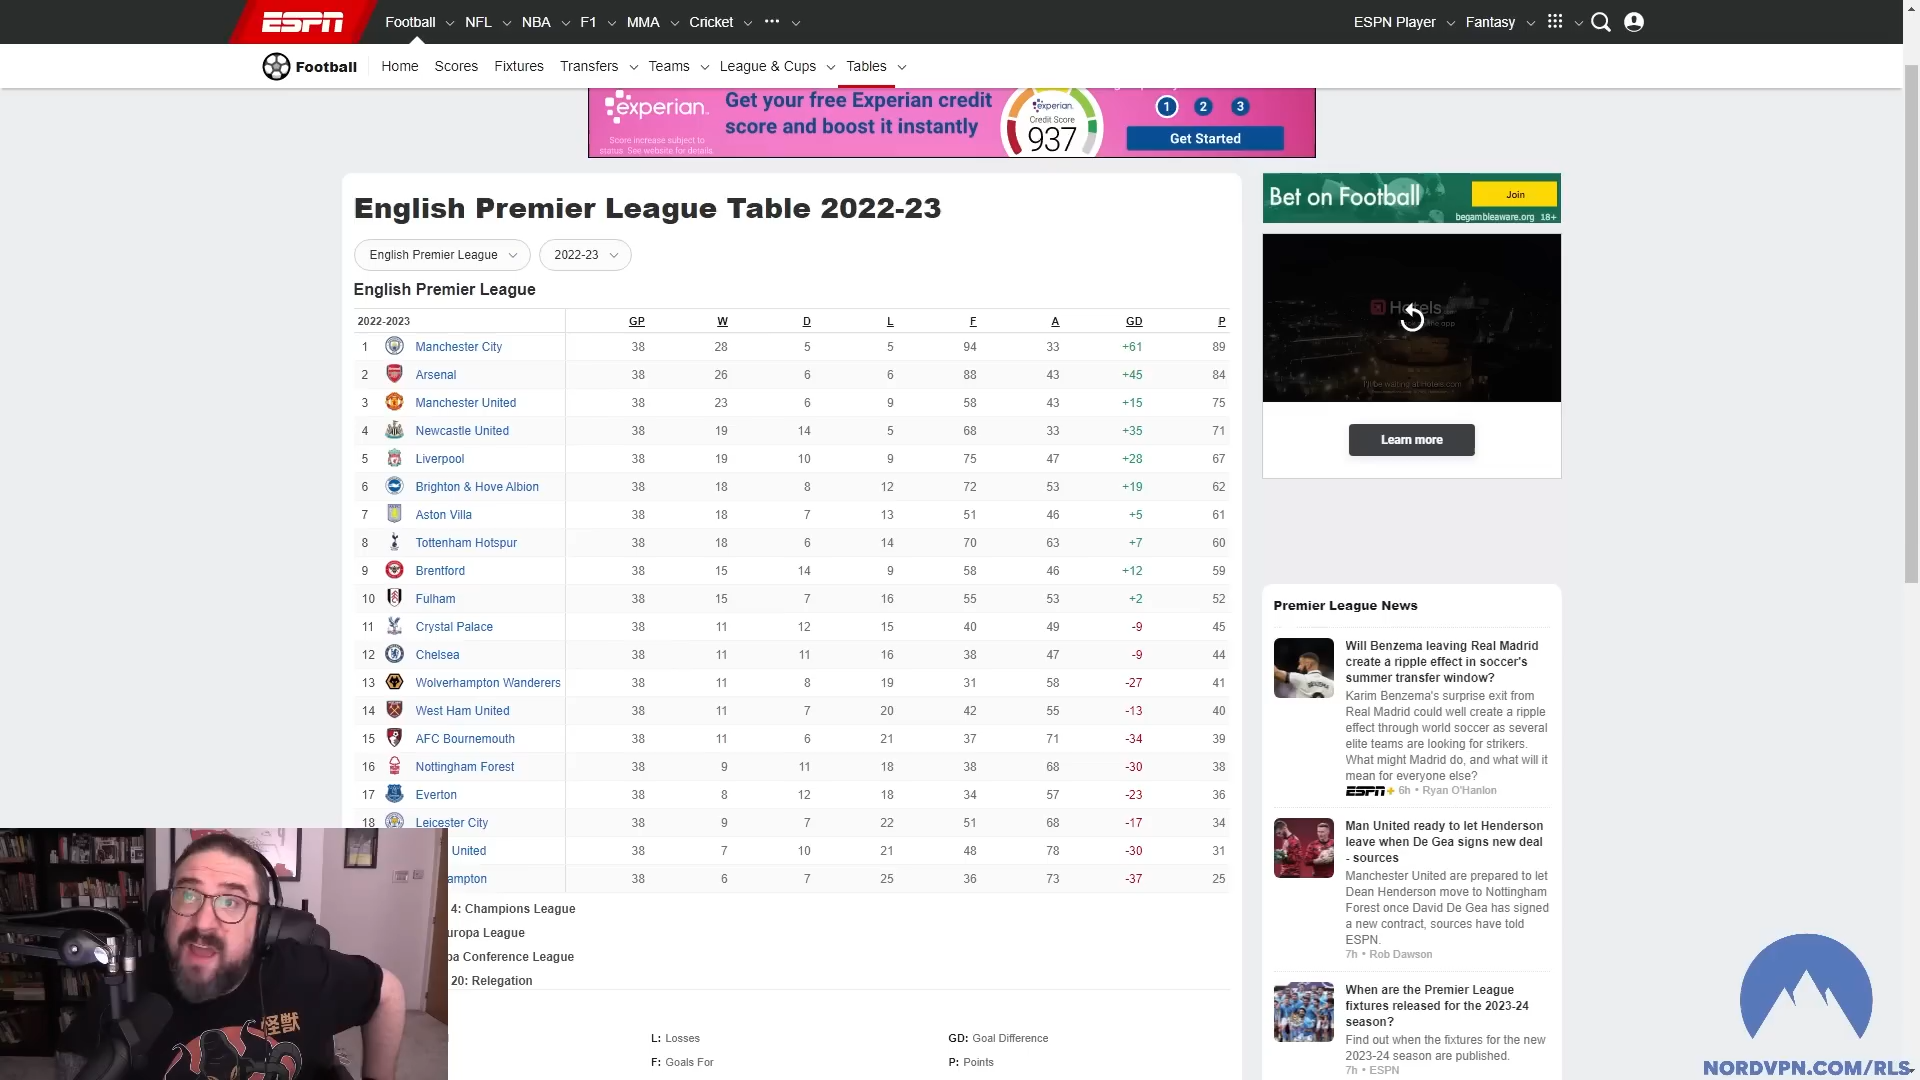 ESPN Football NFL NBA F1 MMA Cricket ESPN Player Fantasy
Football Home Scores Fixtures Transfers Teams League & Cups Tables
experian.
Score increase subject to
status. See website for details.
Get your free Experian credit
score and boost it instantly
experian.
Credit Score
937
1 2 3
Get Started
English Premier League Table 2022-23
English Premier League 2022-23
English Premier League
2022-2023 GP W D L F A GD P
1 Manchester City 38 28 5 5 94 33 +61 89
2 Arsenal 38 26 6 6 88 43 +45 84
3 Manchester United 38 23 6 9 58 43 +15 75
4 Newcastle United 38 19 14 5 68 33 +35 71
5 Liverpool 38 19 10 9 75 47 +28 67
6 Brighton & Hove Albion 38 18 8 12 72 53 +19 62
7 Aston Villa 38 18 7 13 51 46 +5 61
8 Tottenham Hotspur 38 18 6 14 70 63 +7 60
9 Brentford 38 15 14 9 58 46 +12 59
10 Fulham 38 15 7 16 55 53 +2 52
11 Crystal Palace 38 11 12 15 40 49 -9 45
12 Chelsea 38 11 11 16 38 47 -9 44
13 Wolverhampton Wanderers 38 11 8 19 31 58 -27 41
14 West Ham United 38 11 7 20 42 55 -13 40
15 AFC Bournemouth 38 11 6 21 37 71 -34 39
16 Nottingham Forest 38 9 11 18 38 68 -30 38
17 Everton 38 8 12 18 34 57 -23 36
18 Leicester City 38 9 7 22 51 68 -17 34
United 38 7 10 21 48 78 -30 31
ampton 38 6 7 25 36 73 -37 25
4: Champions League
uropa League
pa Conference League
20: Relegation
L: Losses GD: Goal Difference
F: Goals For P: Points
怪獣
Bet on Football
Join
begambleaware.org 18+
Hotels
Learn more
Premier League News
Will Benzema leaving Real Madrid
create a ripple effect in soccer's
summer transfer window?
Karim Benzema's surprise exit from
Real Madrid could well create a ripple
effect through world soccer as several
elite teams are looking for strikers.
What might Madrid do, and what will it
mean for everyone else?
ESPN+ 6h • Ryan O'Hanlon
Man United ready to let Henderson
leave when De Gea signs new deal
- sources
Manchester United are prepared to let
Dean Henderson move to Nottingham
Forest once David De Gea has signed
a new contract, sources have told
ESPN.
7h • Rob Dawson
When are the Premier League
fixtures released for the 2023-24
season?
Find out when the fixtures for the new
2023-24 season are published.
7h • ESPN
NORDVPN.COM/RLS